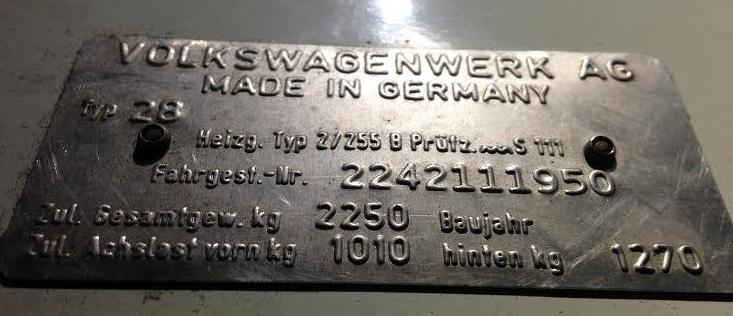 VOLKSWAGENWERK AG
MADE IN GERMANY
Typ 28
Heizg. Typ 2/255 B Prüfz. ~~~ S 111
Fahrgest.-Nr. 2242111950
Zul. Gesamtgew. kg 2250 Baujahr
Zul. Achslast vorn kg 1010 hinten kg 1270